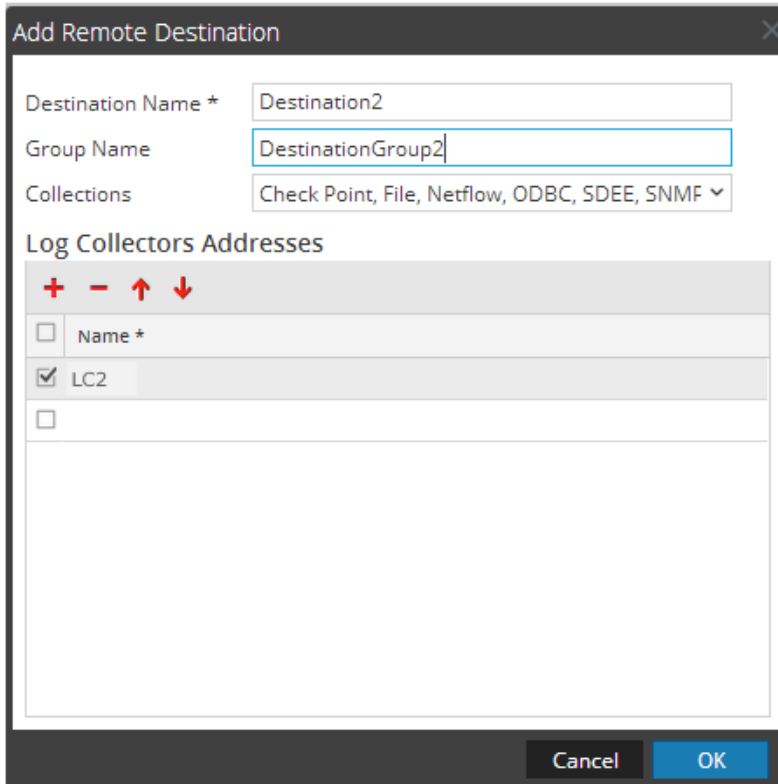 Add Remote Destination
Destination Name * Destination2
Group Name DestinationGroup2
Collections Check Point, File, Netflow, ODBC, SDEE, SNMP
Log Collectors Addresses
Name *
LC2
Cancel OK